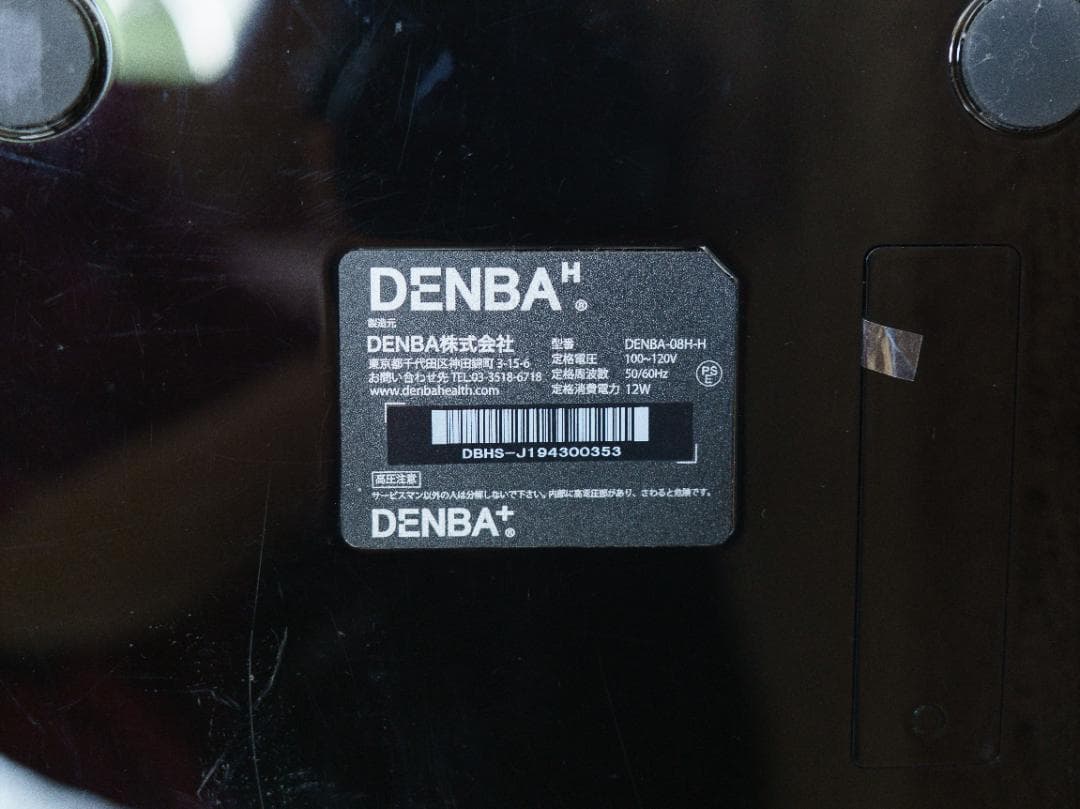 DENBA H ®
製造元
DENBA株式会社
東京都千代田区神田錦町 3-15-6
お問い合わせ先 TEL:03-3518-6718
www.denbahealth.com
型番 DENBA-08H-H
定格電圧 100~120V
定格周波数 50/60Hz
定格消費電力 12W
PS
E
DBHS-J194300353
高圧注意
サービスマン以外の人は分解しないで下さい。内部に高電圧部があり、さわると危険です。
DENBA+®